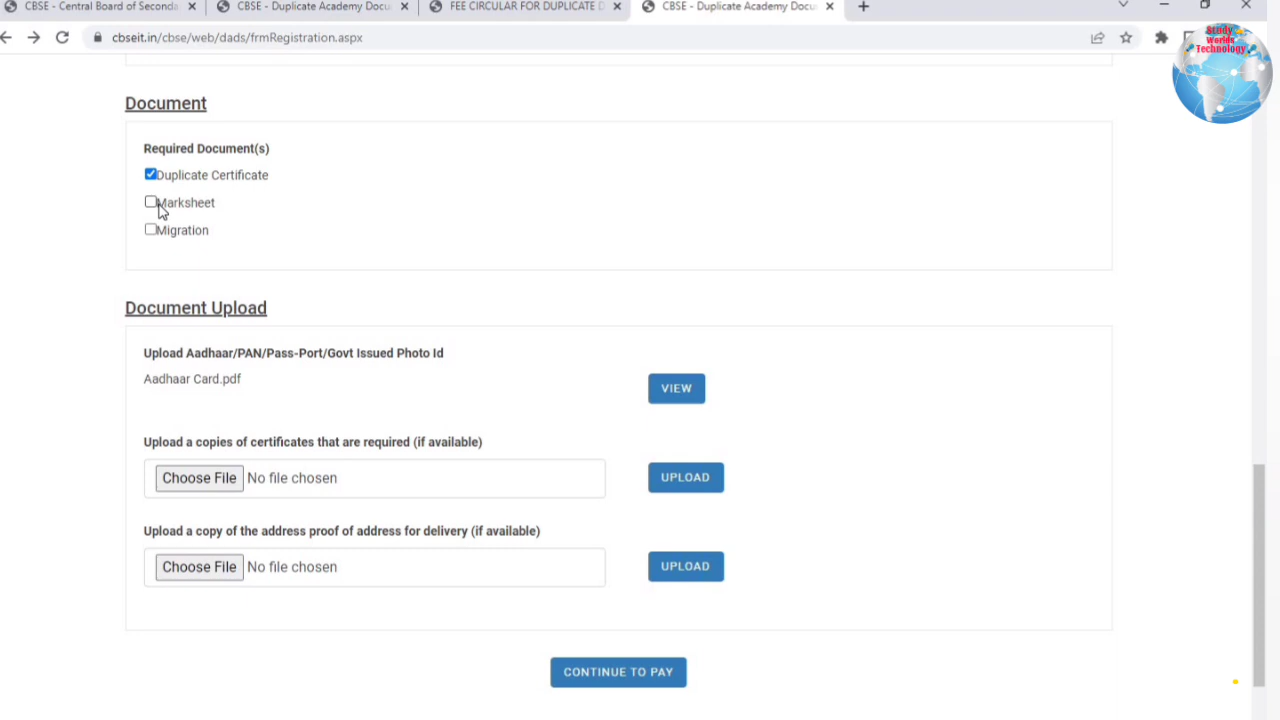 CBSE - Central Board of Seconda
CBSE - Duplicate Academy Docu
FEE CIRCULAR FOR DUPLICATE D
CBSE - Duplicate Academy Docu
cbseit.in/cbse/web/dads/frmRegistration.aspx
Study
Worlds
Technology
Document
Required Document(s)
Duplicate Certificate
Marksheet
Migration
Document Upload
Upload Aadhaar/PAN/Pass-Port/Govt Issued Photo Id
Aadhaar Card.pdf
VIEW
Upload a copies of certificates that are required (if available)
Choose File No file chosen
UPLOAD
Upload a copy of the address proof of address for delivery (if available)
Choose File No file chosen
UPLOAD
CONTINUE TO PAY